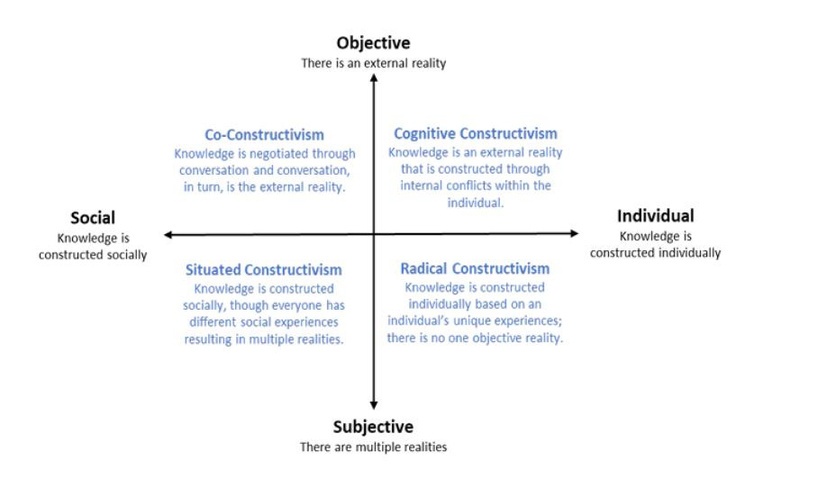 Objective
There is an external reality
Co-Constructivism
Knowledge is negotiated through
conversation and conversation,
in turn, is the external reality.
Cognitive Constructivism
Knowledge is an external reality
that is constructed through
internal conflicts within the
individual.
Social
Knowledge is
constructed socially
Individual
Knowledge is
constructed individually
Situated Constructivism
Knowledge is constructed
socially, though everyone has
different social experiences
resulting in multiple realities.
Radical Constructivism
Knowledge is constructed
individually based on an
individual's unique experiences;
there is no one objective reality.
Subjective
There are multiple realities